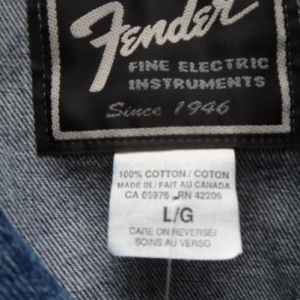 Fender
FINE ELECTRIC
INSTRUMENTS
Since 1946
100% COTTON / COTON
MADE IN / FAIT AU CANADA
CA 05976 RN 42206
L/G
CARE ON REVERSE/
SOINS AU VERSO